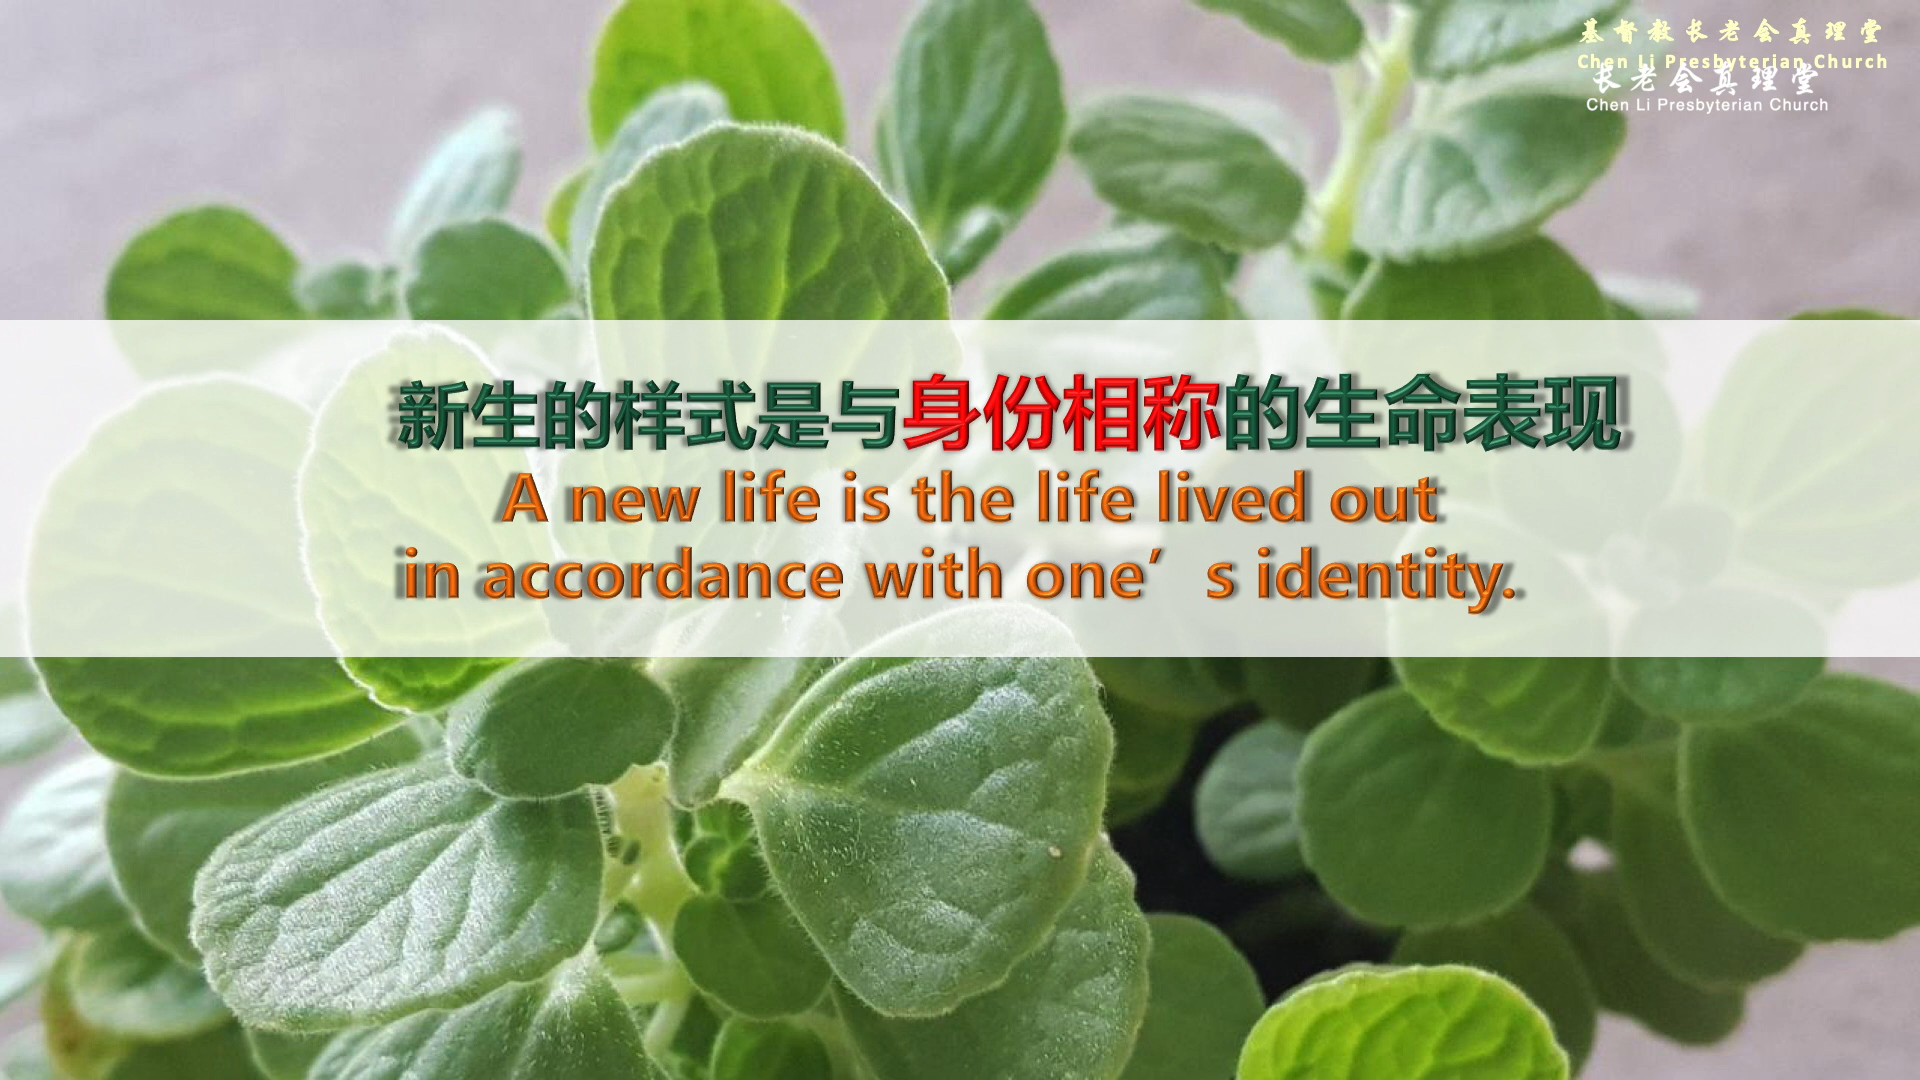 基督教长老会真理堂
Chen Li Presbyterian Church
长老会真理堂
Chen Li Presbyterian Church
新生的样式是与身份相称的生命表现
A new life is the life lived out
in accordance with one’s identity.